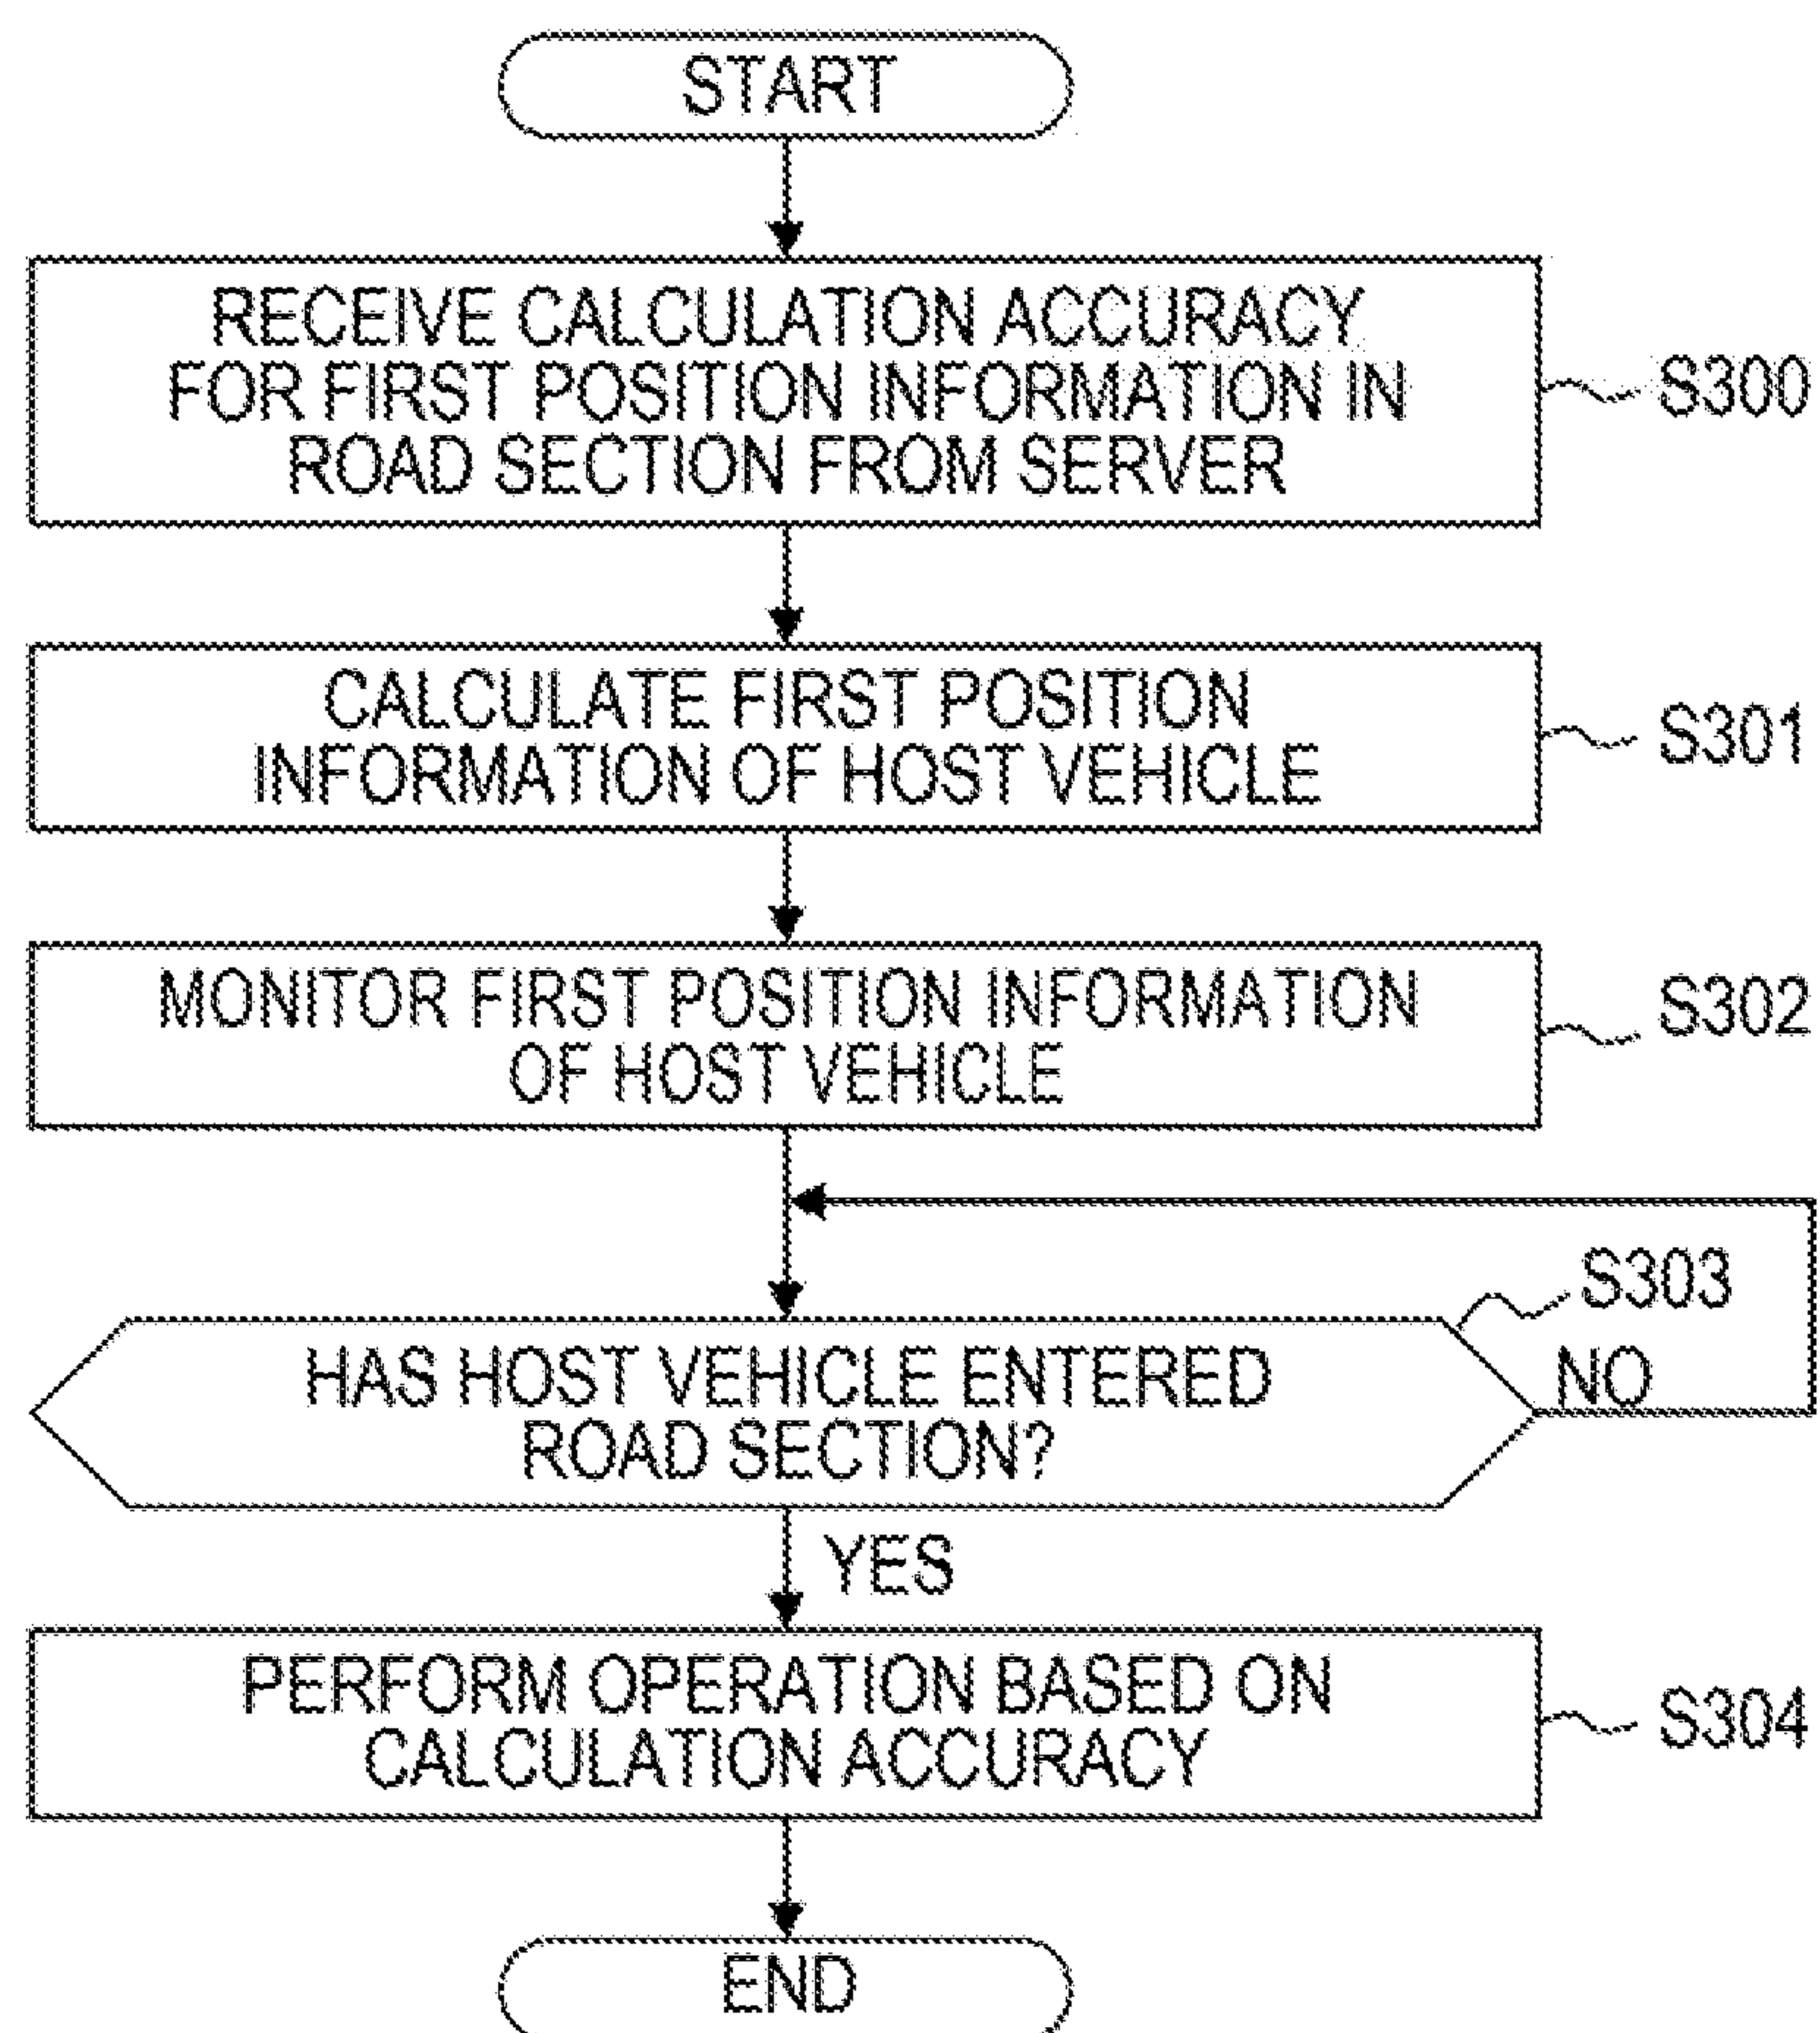 START
RECEIVE CALCULATION ACCURACY
FOR FIRST POSITION INFORMATION IN
ROAD SECTION FROM SERVER
S300
CALCULATE FIRST POSITION
INFORMATION OF HOST VEHICLE
S301
MONITOR FIRST POSITION INFORMATION
OF HOST VEHICLE
S302
S303
HAS HOST VEHICLE ENTERED
ROAD SECTION?
NO
YES
PERFORM OPERATION BASED ON
CALCULATION ACCURACY
S304
END